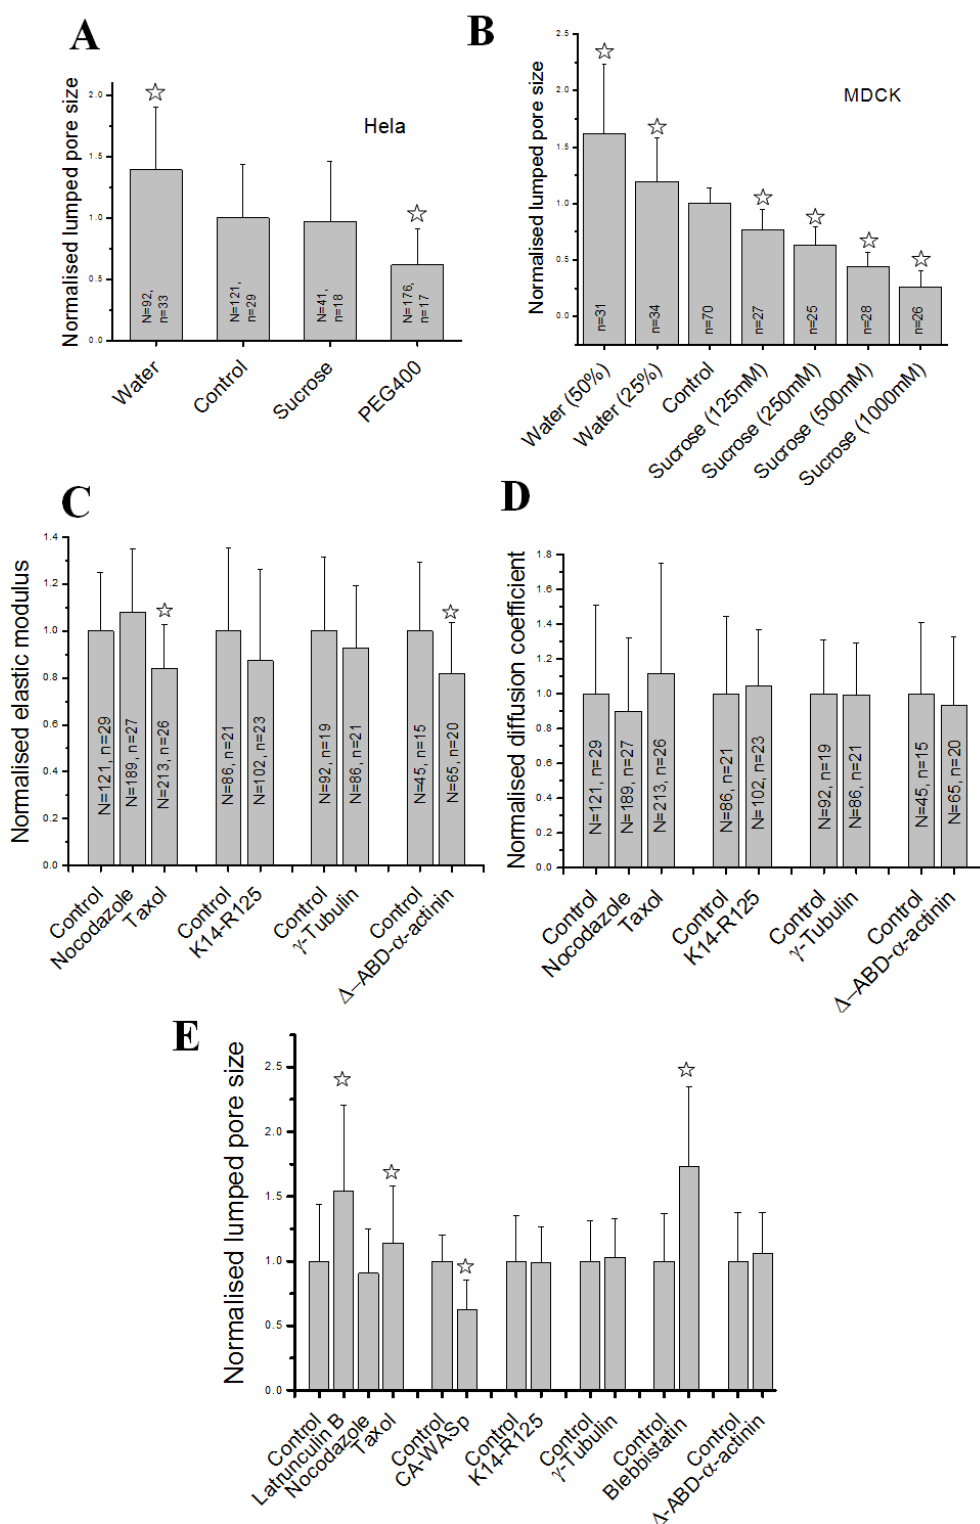 A
Normalised lumped pore size
2.0
1.5
1.0
0.5
0.0
Hela
N=92,
n=33
N=121,
n=29
N=41,
n=18
N=176,
n=17
Water
Control
Sucrose
PEG400
B
Normalised lumped pore size
2.5
2.0
1.5
1.0
0.5
0.0
MDCK
n=31
n=34
n=70
n=27
n=25
n=28
n=26
Water (50%)
Water (25%)
Control
Sucrose (125mM)
Sucrose (250mM)
Sucrose (500mM)
Sucrose (1000mM)
C
Normalised elastic modulus
1.4
1.2
1.0
0.8
0.6
0.4
0.2
0.0
N=121, n=29
N=189, n=27
N=213, n=26
N=86, n=21
N=102, n=23
N=92, n=19
N=86, n=21
N=45, n=15
N=65, n=20
Control
Nocodazole
Taxol
Control
K14-R125
Control
γ-Tubulin
Control
Δ–ABD-α-actinin
D
Normalised diffusion coefficient
1.8
1.6
1.4
1.2
1.0
0.8
0.6
0.4
0.2
0.0
N=121, n=29
N=189, n=27
N=213, n=26
N=86, n=21
N=102, n=23
N=92, n=19
N=86, n=21
N=45, n=15
N=65, n=20
Control
Nocodazole
Taxol
Control
K14-R125
Control
γ-Tubulin
Control
Δ–ABD-α-actinin
E
Normalised lumped pore size
2.5
2.0
1.5
1.0
0.5
0.0
Control
Latrunculin B
Nocodazole
Taxol
Control
CA-WASp
Control
K14-R125
Control
γ-Tubulin
Control
Blebbistatin
Control
Δ-ABD-α-actinin